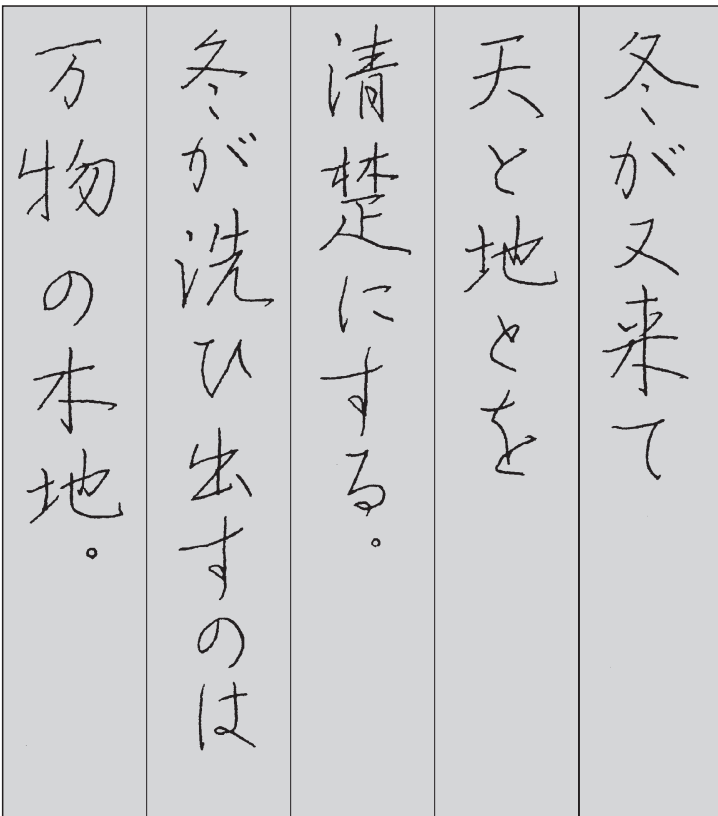 冬が又来て
天と地とを
清楚にする。
冬が洗ひ出すのは
万物の木地。